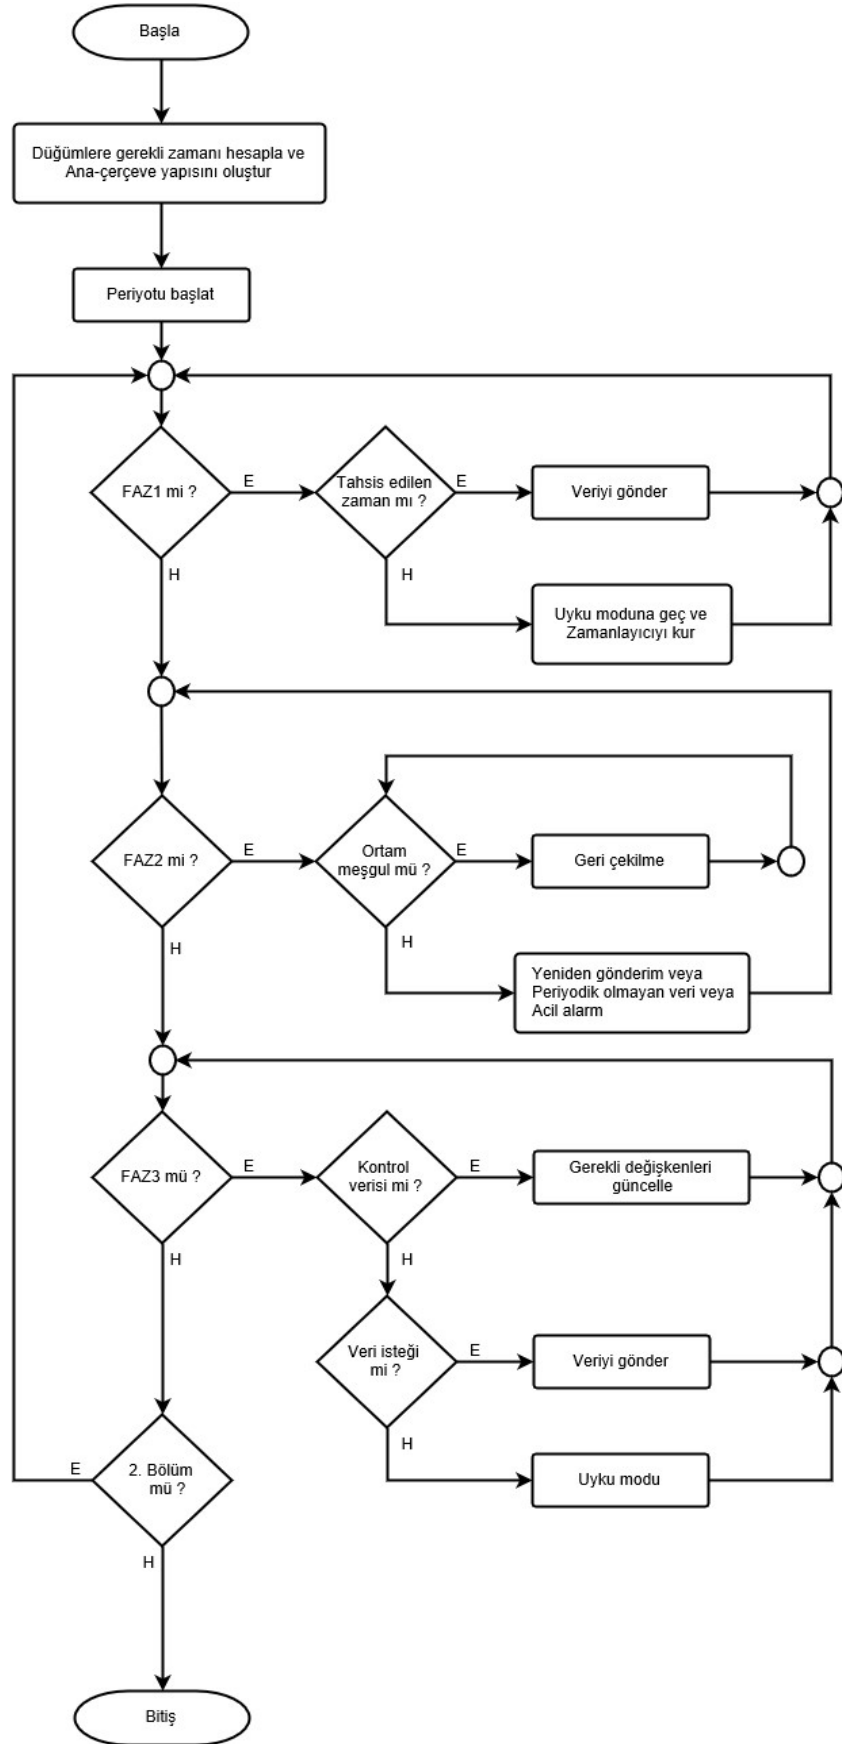 Başla
Düğümlere gerekli zamanı hesapla ve
Ana-çerçeve yapısını oluştur
Periyotu başlat
FAZ1 mi ?
E
Tahsis edilen
zaman mı ?
E
Veriyi gönder
H
H
Uyku moduna geç ve
Zamanlayıcıyı kur
FAZ2 mi ?
E
Ortam
meşgul mü ?
E
Geri çekilme
H
H
Yeniden gönderim veya
Periyodik olmayan veri veya
Acil alarm
FAZ3 mü ?
E
Kontrol
verisi mi ?
E
Gerekli değişkenleri
güncelle
H
H
Veri isteği
mi ?
E
Veriyi gönder
H
Uyku modu
E
2. Bölüm
mü ?
H
Bitiş